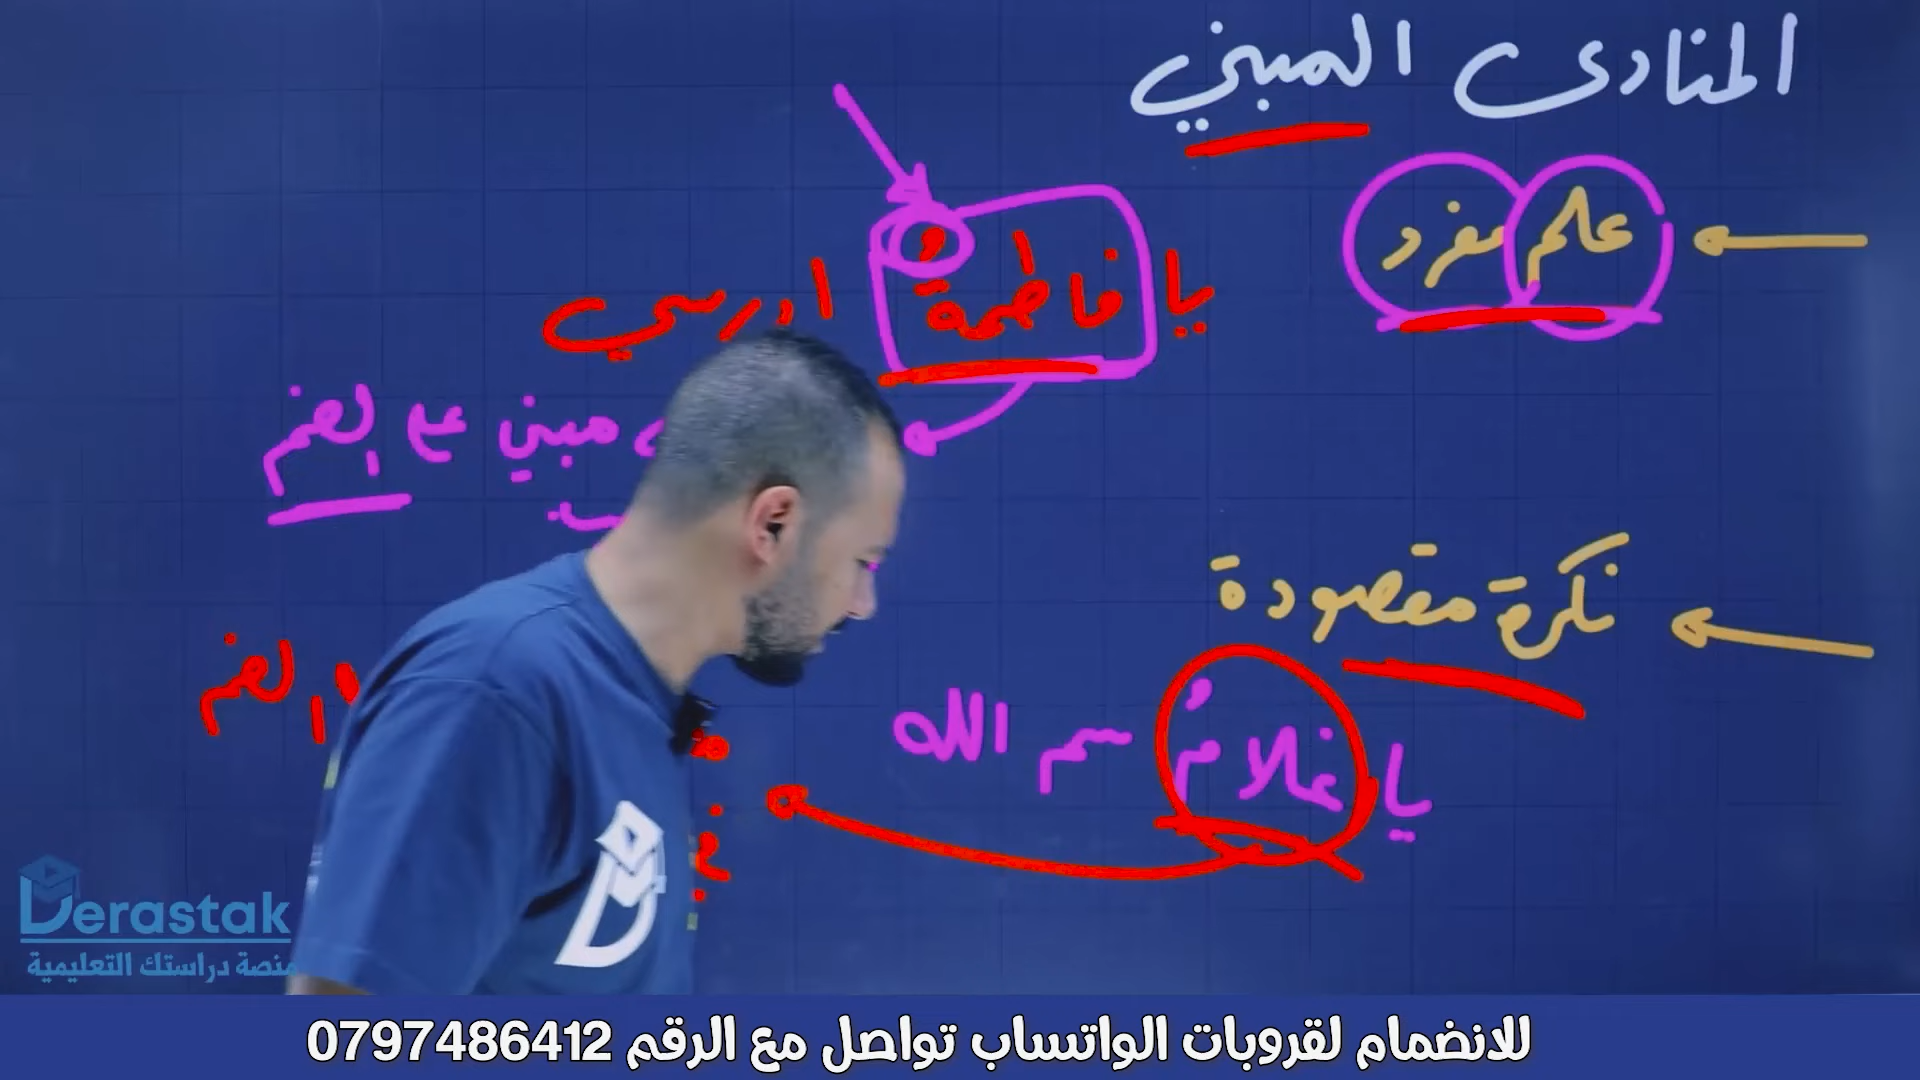 المنادى المبني
علم مفرد
يا فاطمةُ ادرسي
مبني على الضم
نكرة مقصودة
يا غلامُ سم الله
الضم
Derastak
منصة دراستك التعليمية
للانضمام لقروبات الواتساب تواصل مع الرقم 0797486412